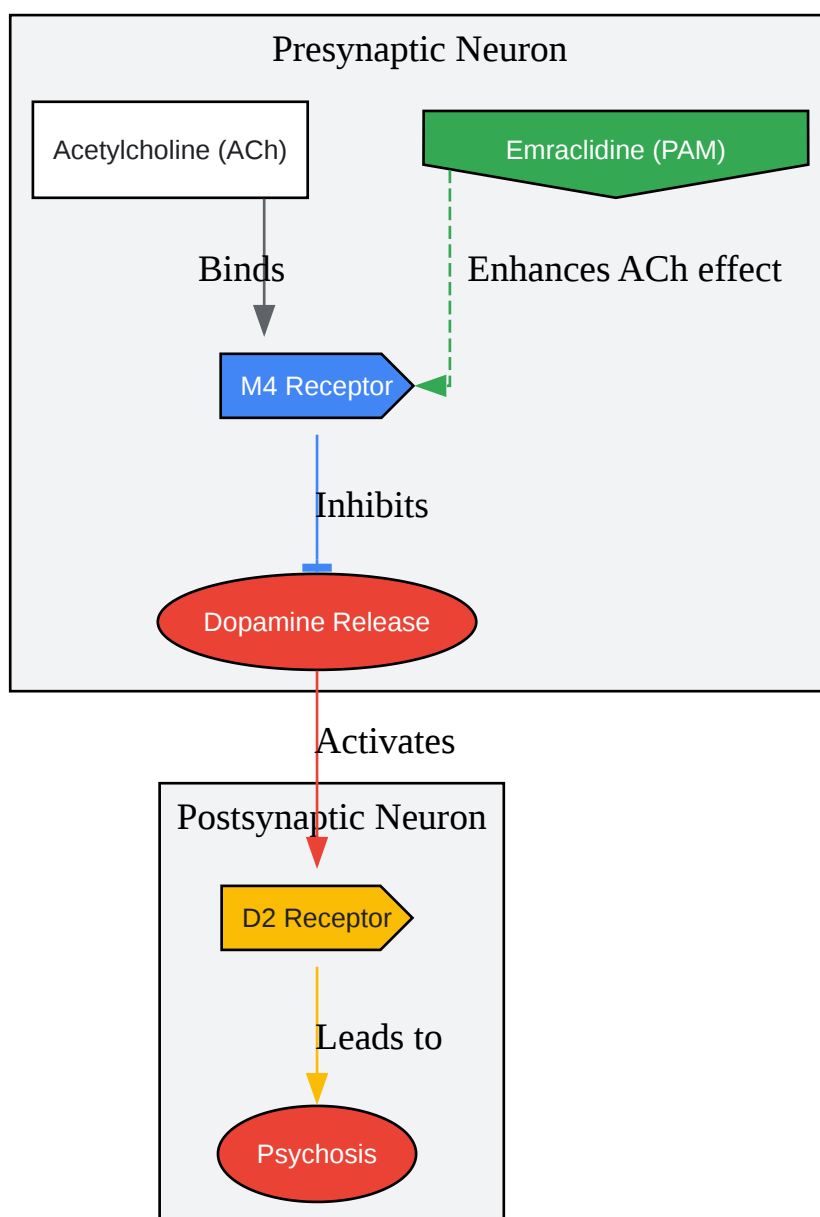 Presynaptic Neuron
Acetylcholine (ACh)
Emraclidine (PAM)
Binds
Enhances ACh effect
M4 Receptor
Inhibits
Dopamine Release
Activates
Postsynaptic Neuron
D2 Receptor
Leads to
Psychosis